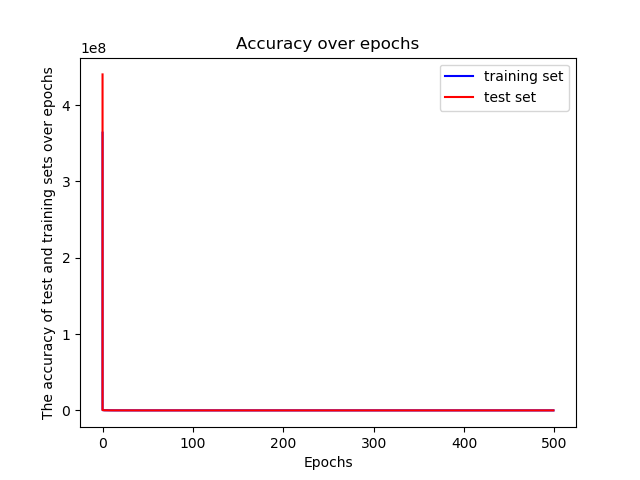 Accuracy over epochs
1e8
The accuracy of test and training sets over epochs
4
3
2
1
0
training set
test set
0
100
200
300
400
500
Epochs